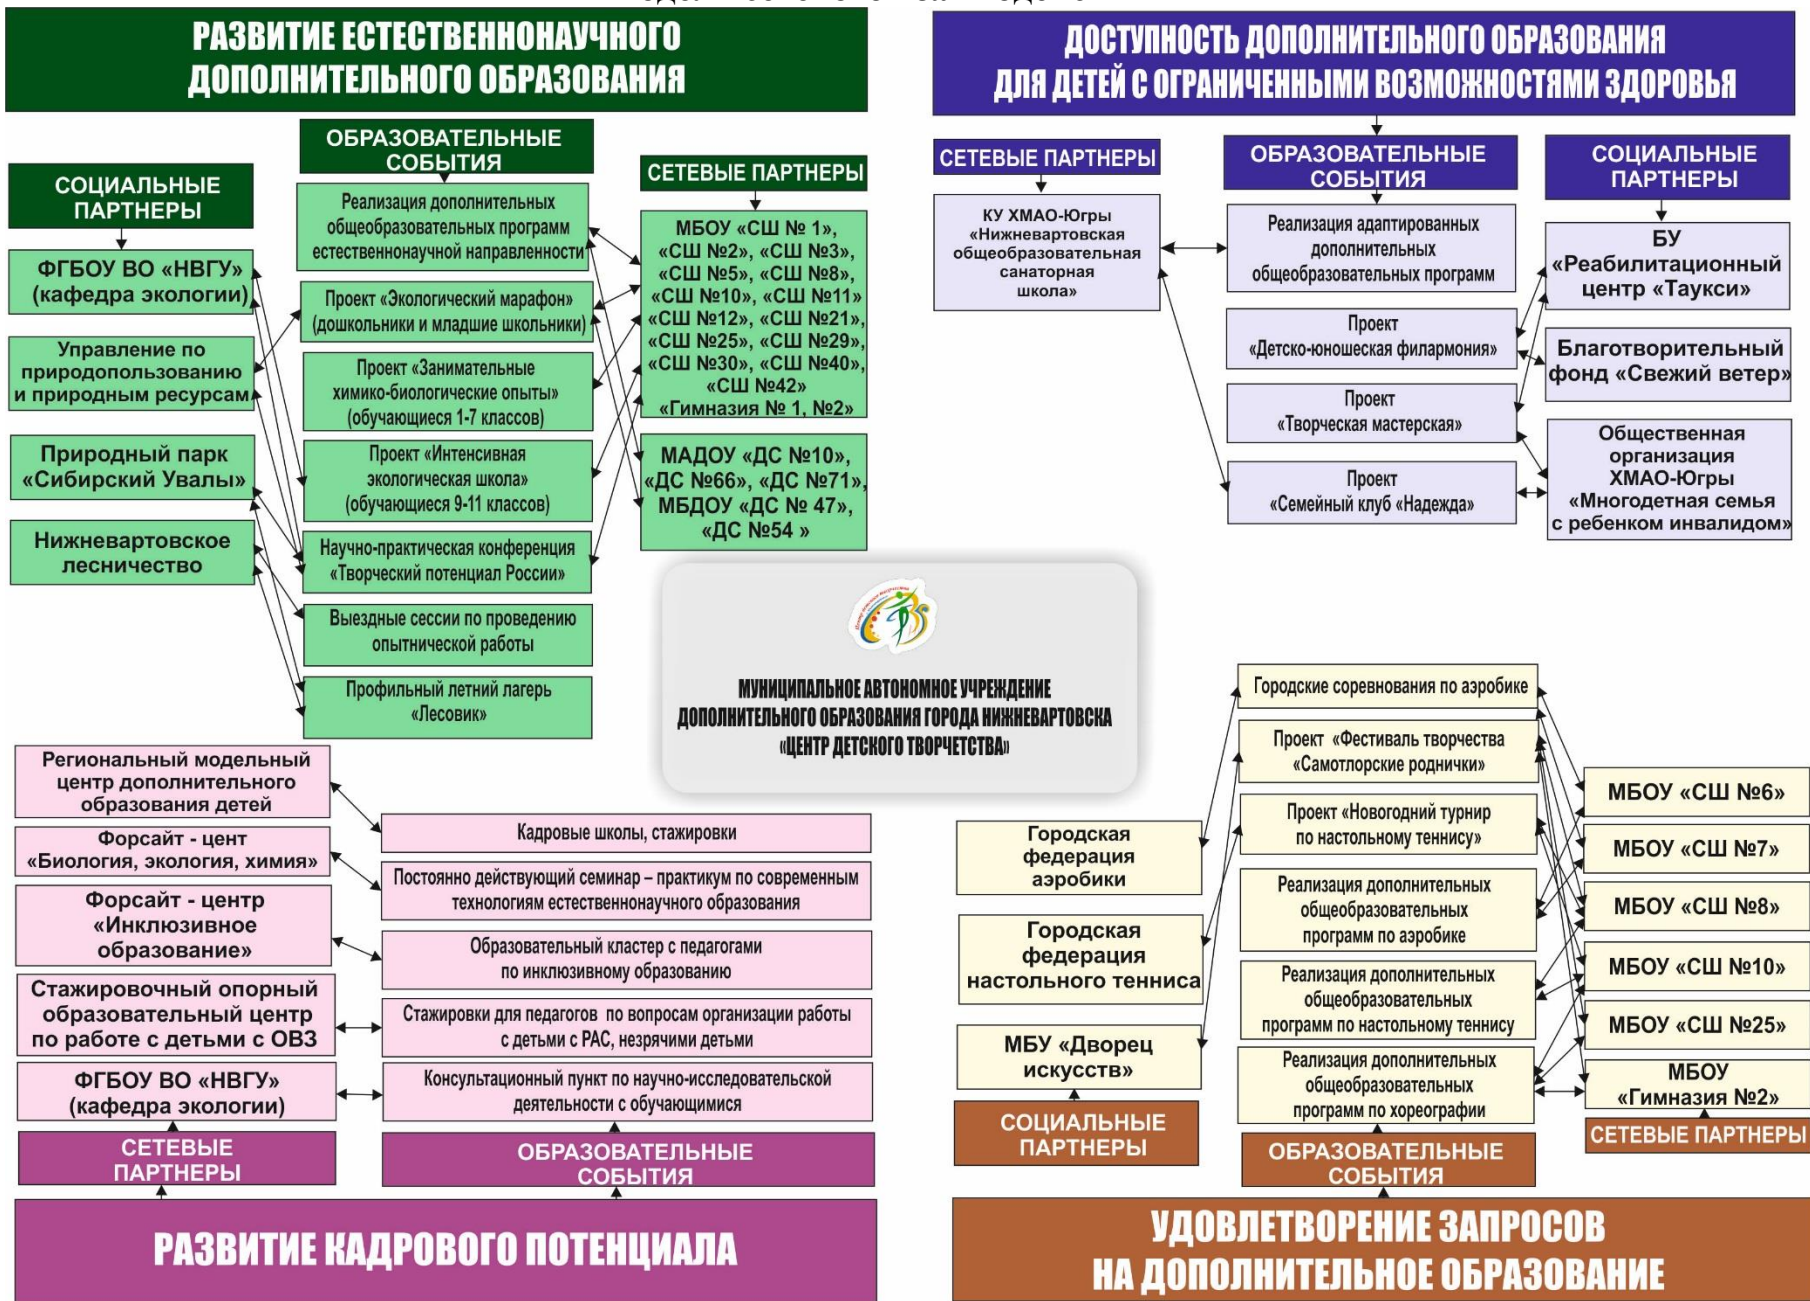 РАЗВИТИЕ ЕСТЕСТВЕННОНАУЧНОГО
ДОПОЛНИТЕЛЬНОГО ОБРАЗОВАНИЯ
СОЦИАЛЬНЫЕ
ПАРТНЕРЫ
ФГБОУ ВО «НВГУ»
(кафедра экологии)
Управление по
природопользованию
и природным ресурсам
Природный парк
«Сибирский Увалы»
Нижневартовское
лесничество
ОБРАЗОВАТЕЛЬНЫЕ
СОБЫТИЯ
Реализация дополнительных
общеобразовательных программ
естественнонаучной направленности
Проект «Экологический марафон»
(дошкольники и младшие школьники)
Проект «Занимательные
химико-биологические опыты»
(обучающиеся 1-7 классов)
Проект «Интенсивная
экологическая школа»
(обучающиеся 9-11 классов)
Научно-практическая конференция
«Творческий потенциал России»
Выездные сессии по проведению
опытнической работы
Профильный летний лагерь
«Лесовик»
СЕТЕВЫЕ ПАРТНЕРЫ
МБОУ «СШ № 1»,
«СШ №2», «СШ №3»,
«СШ №5», «СШ №8»,
«СШ №10», «СШ №11»
«СШ №12», «СШ №21»,
«СШ №25», «СШ №29»,
«СШ №30», «СШ №40»,
«СШ №42»
«Гимназия № 1, №2»
МАДОУ «ДС №10»,
«ДС №66», «ДС №71»,
МБДОУ «ДС № 47»,
«ДС №54 »
ДОСТУПНОСТЬ ДОПОЛНИТЕЛЬНОГО ОБРАЗОВАНИЯ
ДЛЯ ДЕТЕЙ С ОГРАНИЧЕННЫМИ ВОЗМОЖНОСТЯМИ ЗДОРОВЬЯ
СЕТЕВЫЕ ПАРТНЕРЫ
КУ ХМАО-Югры
«Нижневартовская
общеобразовательная
санаторная
школа»
ОБРАЗОВАТЕЛЬНЫЕ
СОБЫТИЯ
Реализация адаптированных
дополнительных
общеобразовательных программ
Проект
«Детско-юношеская филармония»
Проект
«Творческая мастерская»
Проект
«Семейный клуб «Надежда»
СОЦИАЛЬНЫЕ
ПАРТНЕРЫ
БУ
«Реабилитационный
центр «Таукси»
Благотворительный
фонд «Свежий ветер»
Общественная
организация
ХМАО-Югры
«Многодетная семья
с ребенком инвалидом»
МУНИЦИПАЛЬНОЕ АВТОНОМНОЕ УЧРЕЖДЕНИЕ
ДОПОЛНИТЕЛЬНОГО ОБРАЗОВАНИЯ ГОРОДА НИЖНЕВАРТОВСКА
«ЦЕНТР ДЕТСКОГО ТВОРЧЕТСТВА»
Региональный модельный
центр дополнительного
образования детей
Форсайт - цент
«Биология, экология, химия»
Форсайт - центр
«Инклюзивное
образование»
Стажировочный опорный
образовательный центр
по работе с детьми с ОВЗ
ФГБОУ ВО «НВГУ»
(кафедра экологии)
СЕТЕВЫЕ
ПАРТНЕРЫ
Кадровые школы, стажировки
Постоянно действующий семинар – практикум по современным
технологиям естественнонаучного образования
Образовательный кластер с педагогами
по инклюзивному образованию
Стажировки для педагогов по вопросам организации работы
с детьми с РАС, незрячими детьми
Консультационный пункт по научно-исследовательской
деятельности с обучающимися
ОБРАЗОВАТЕЛЬНЫЕ
СОБЫТИЯ
РАЗВИТИЕ КАДРОВОГО ПОТЕНЦИАЛА
Городская
федерация
аэробики
Городская
федерация
настольного тенниса
МБУ «Дворец
искусств»
СОЦИАЛЬНЫЕ
ПАРТНЕРЫ
Городские соревнования по аэробике
Проект «Фестиваль творчества
«Самотлорские роднички»
Проект «Новогодний турнир
по настольному теннису»
Реализация дополнительных
общеобразовательных
программ по аэробике
Реализация дополнительных
общеобразовательных
программ по настольному теннису
Реализация дополнительных
общеобразовательных
программ по хореографии
ОБРАЗОВАТЕЛЬНЫЕ
СОБЫТИЯ
МБОУ «СШ №6»
МБОУ «СШ №7»
МБОУ «СШ №8»
МБОУ «СШ №10»
МБОУ «СШ №25»
МБОУ
«Гимназия №2»
СЕТЕВЫЕ ПАРТНЕРЫ
УДОВЛЕТВОРЕНИЕ ЗАПРОСОВ
НА ДОПОЛНИТЕЛЬНОЕ ОБРАЗОВАНИЕ